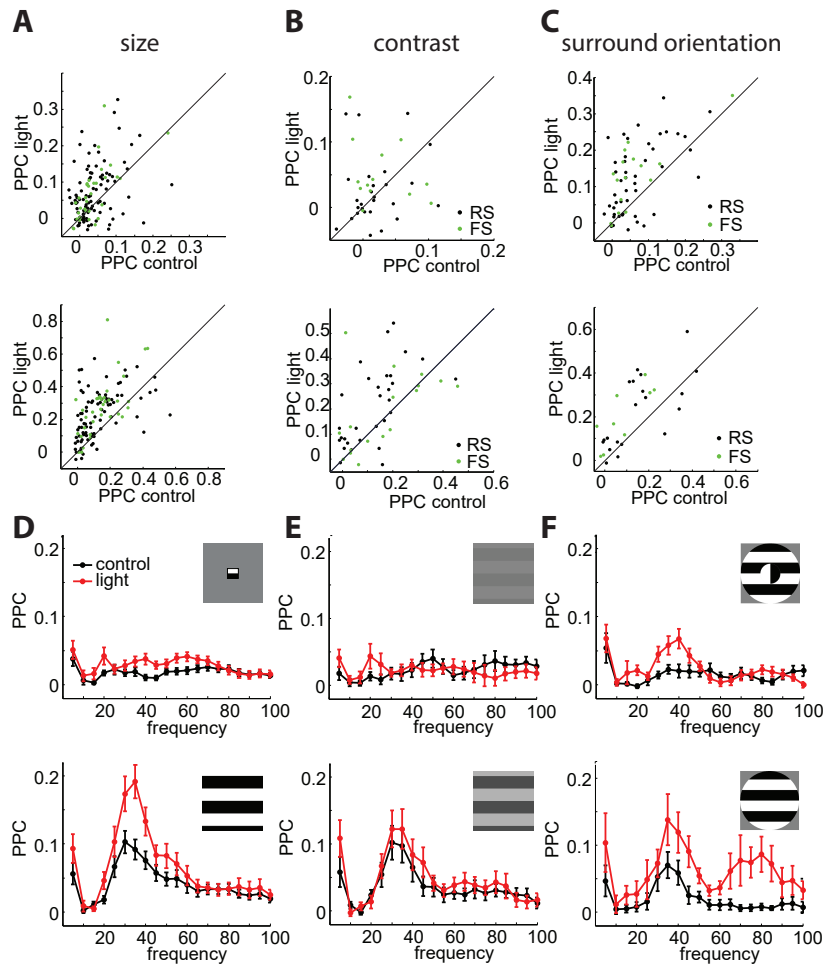 A
size
B
contrast
C
surround orientation
PPC light
0.3
0.2
0.1
0
0
0.1
0.2
0.3
PPC control
PPC light
0.2
0.1
0
0
0.1
0.2
PPC control
RS
FS
PPC light
0.4
0.3
0.2
0.1
0
0
0.1
0.2
0.3
PPC control
RS
FS
PPC light
0.8
0.6
0.4
0.2
0
0
0.2
0.4
0.6
0.8
PPC control
PPC light
0.5
0.4
0.3
0.2
0.1
0
0
0.2
0.4
0.6
PPC control
RS
FS
PPC light
0.6
0.4
0.2
0
0
0.2
0.4
0.6
PPC control
RS
FS
D
PPC
0.2
0.1
0
control
light
20 40 60 80 100
frequency
E
PPC
0.2
0.1
0
20 40 60 80 100
frequency
F
PPC
0.2
0.1
0
20 40 60 80 100
frequency
PPC
0.2
0.1
0
20 40 60 80 100
frequency
PPC
0.2
0.1
0
20 40 60 80 100
frequency
PPC
0.2
0.1
0
20 40 60 80 100
frequency